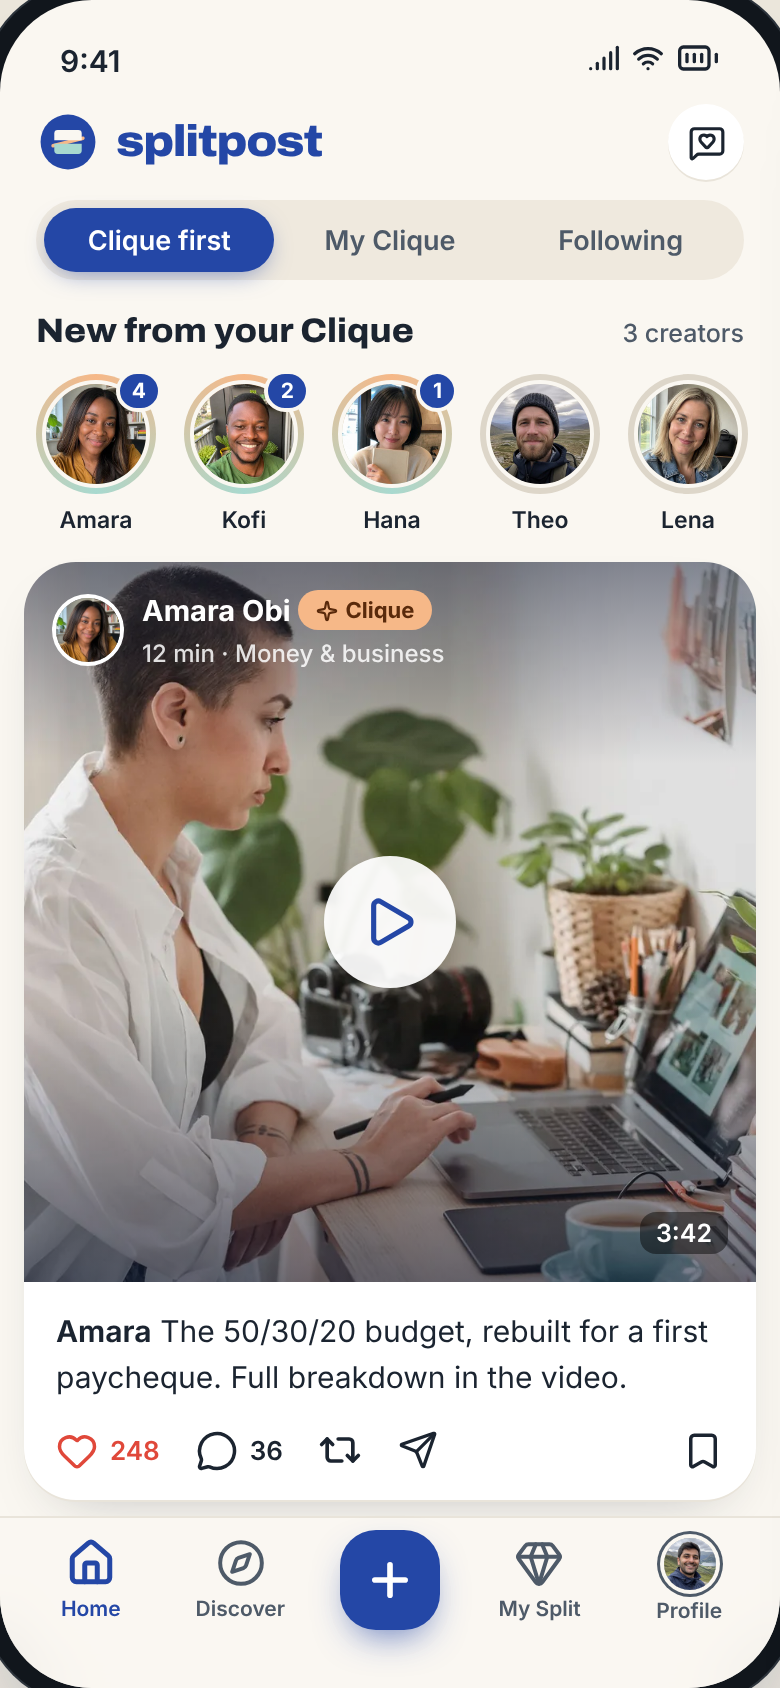 9:41
splitpost
Clique first
My Clique
Following
New from your Clique
3 creators
4
2
1
Amara
Kofi
Hana
Theo
Lena
Amara Obi
Clique
12 min · Money & business
3:42
Amara The 50/30/20 budget, rebuilt for a first
paycheque. Full breakdown in the video.
248
36
Home
Discover
My Split
Profile